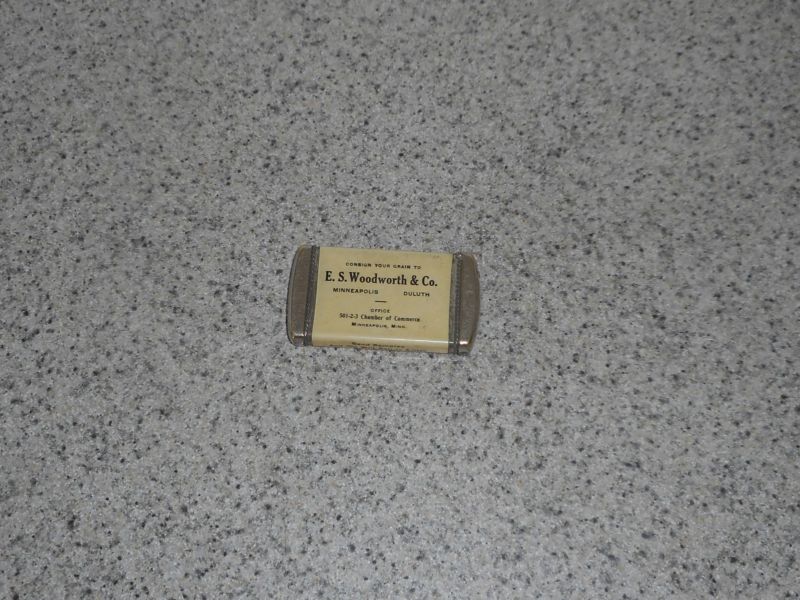 CONSIGN YOUR GRAIN TO
E. S. Woodworth & Co.
MINNEAPOLIS DULUTH
OFFICE
501-2-3 Chamber of Commerce
MINNEAPOLIS, MINN.